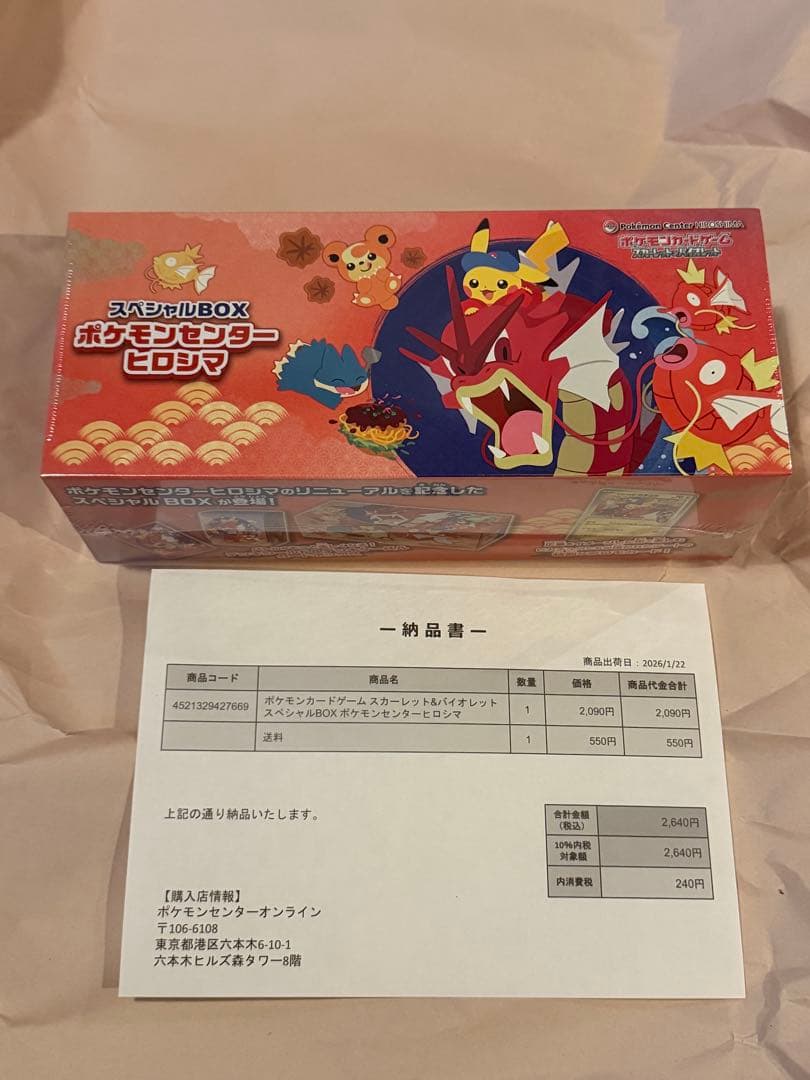 Pokémon Center HIROSHIMA
ポケモンカードゲーム
スカーレット&バイオレット
スペシャルBOX
ポケモンセンター
ヒロシマ
ポケモンセンターヒロシマのリニューアルを記念した
スペシャルBOXが登場!
ー納品書ー
商品出荷日:2026/1/22
商品コード 商品名 数量 価格 商品代金合計
4521329427669 ポケモンカードゲーム スカーレット&バイオレット
スペシャルBOX ポケモンセンターヒロシマ 1 2,090円 2,090円
送料 1 550円 550円
上記の通り納品いたします。
合計金額
(税込) 2,640円
10%内税
対象額 2,640円
内消費税 240円
【購入店情報】
ポケモンセンターオンライン
〒106-6108
東京都港区六本木6-10-1
六本木ヒルズ森タワー8階